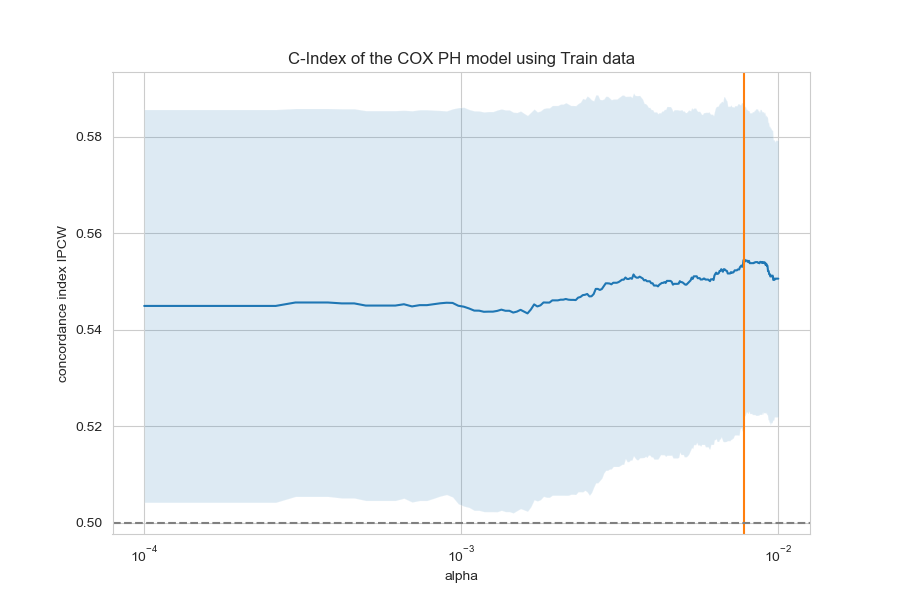 C-Index of the COX PH model using Train data
concordance index IPCW
0.58
0.56
0.54
0.52
0.50
10⁻⁴
10⁻³
10⁻²
alpha